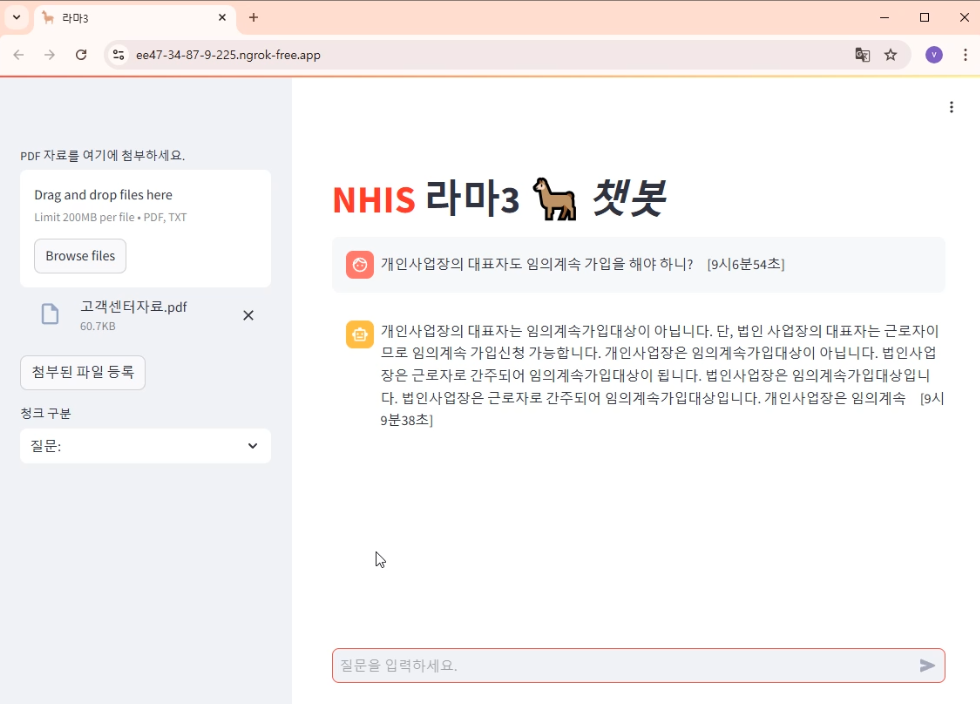 라마3
ee47-34-87-9-225.ngrok-free.app
V
PDF 자료를 여기에 첨부하세요.
Drag and drop files here
Limit 200MB per file • PDF, TXT
Browse files
고객센터자료.pdf
60.7KB
첨부된 파일 등록
청크 구분
질문:
NHIS 라마3 챗봇
개인사업장의 대표자도 임의계속 가입을 해야 하니? [9시6분54초]
개인사업장의 대표자는 임의계속가입대상이 아닙니다. 단, 법인 사업장의 대표자는 근로자이
므로 임의계속 가입신청 가능합니다. 개인사업장은 임의계속가입대상이 아닙니다. 법인사업
장은 근로자로 간주되어 임의계속가입대상이 됩니다. 법인사업장은 임의계속가입대상입니
다. 법인사업장은 근로자로 간주되어 임의계속가입대상입니다. 개인사업장은 임의계속 [9시
9분38초]
질문을 입력하세요.